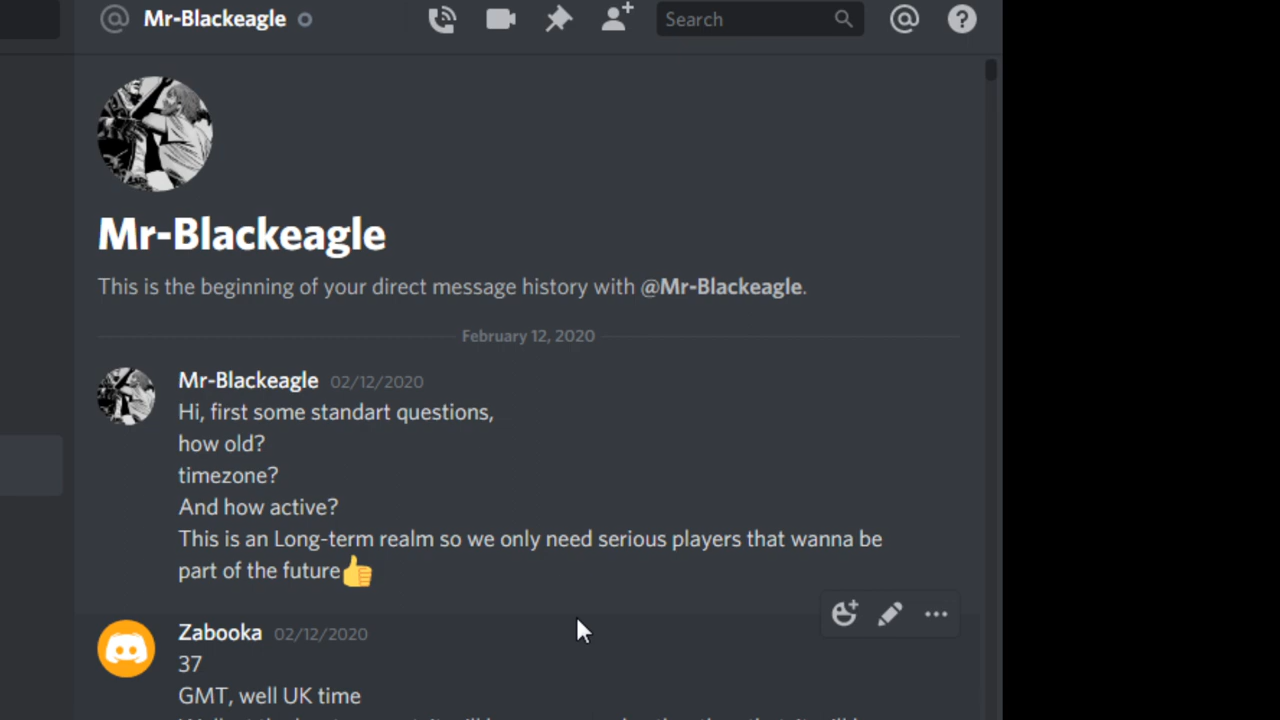 Mr-Blackeagle
Search
Mr-Blackeagle
This is the beginning of your direct message history with @Mr-Blackeagle.
February 12, 2020
Mr-Blackeagle 02/12/2020
Hi, first some standart questions,
how old?
timezone?
And how active?
This is an Long-term realm so we only need serious players that wanna be
part of the future👍
Zabooka 02/12/2020
37
GMT, well UK time